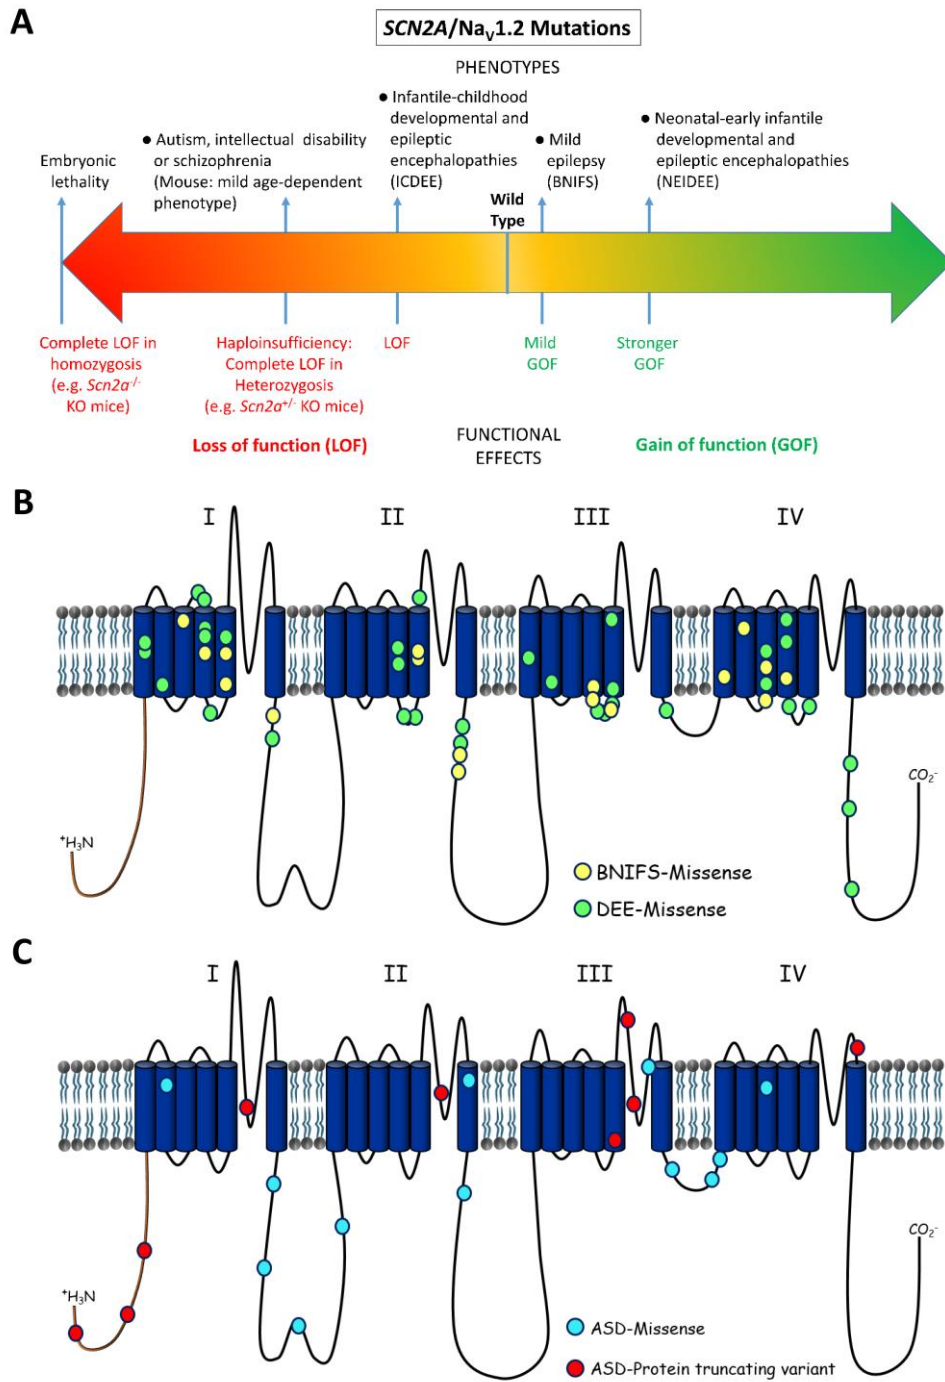 A
SCN2A/NaV1.2 Mutations
PHENOTYPES
Embryonic
lethality
● Autism, intellectual disability
or schizophrenia
(Mouse: mild age-dependent
phenotype)
● Infantile-childhood
developmental and
epileptic
encephalopathies
(ICDEE)
Wild
Type
● Mild
epilepsy
(BNIFS)
● Neonatal-early infantile
developmental and
epileptic encephalopathies
(NEIDEE)
Complete LOF in
homozygosis
(e.g. Scn2a-/-
KO mice)
Haploinsufficiency:
Complete LOF in
Heterozygosis
(e.g. Scn2a+/- KO mice)
LOF
Mild
GOF
Stronger
GOF
Loss of function (LOF)
FUNCTIONAL
EFFECTS
Gain of function (GOF)
B
I II III IV
+H3N
CO2-
BNIFS-Missense
DEE-Missense
C
I II III IV
+H3N
CO2-
ASD-Missense
ASD-Protein truncating variant